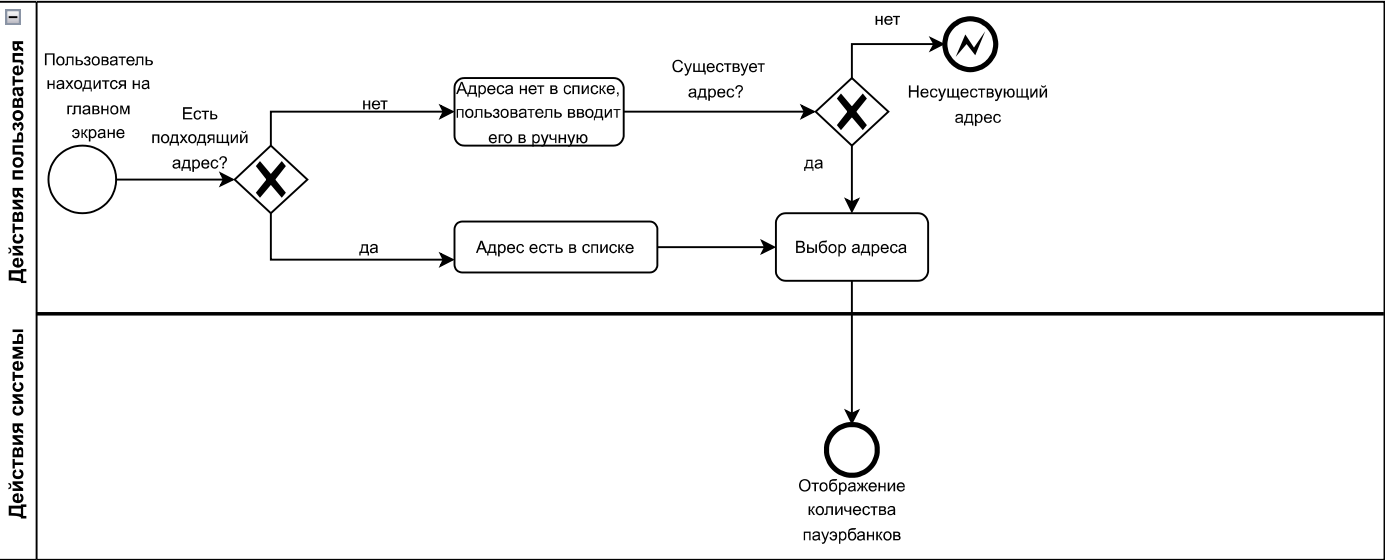 Действия пользователя
Пользователь
находится на
главном
экране
Есть
подходящий
адрес?
нет
Адреса нет в списке,
пользователь вводит
его в ручную
Существует
адрес?
нет
Несуществующий
адрес
да
да
Адрес есть в списке
Выбор адреса
Действия системы
Отображение
количества
пауэрбанков